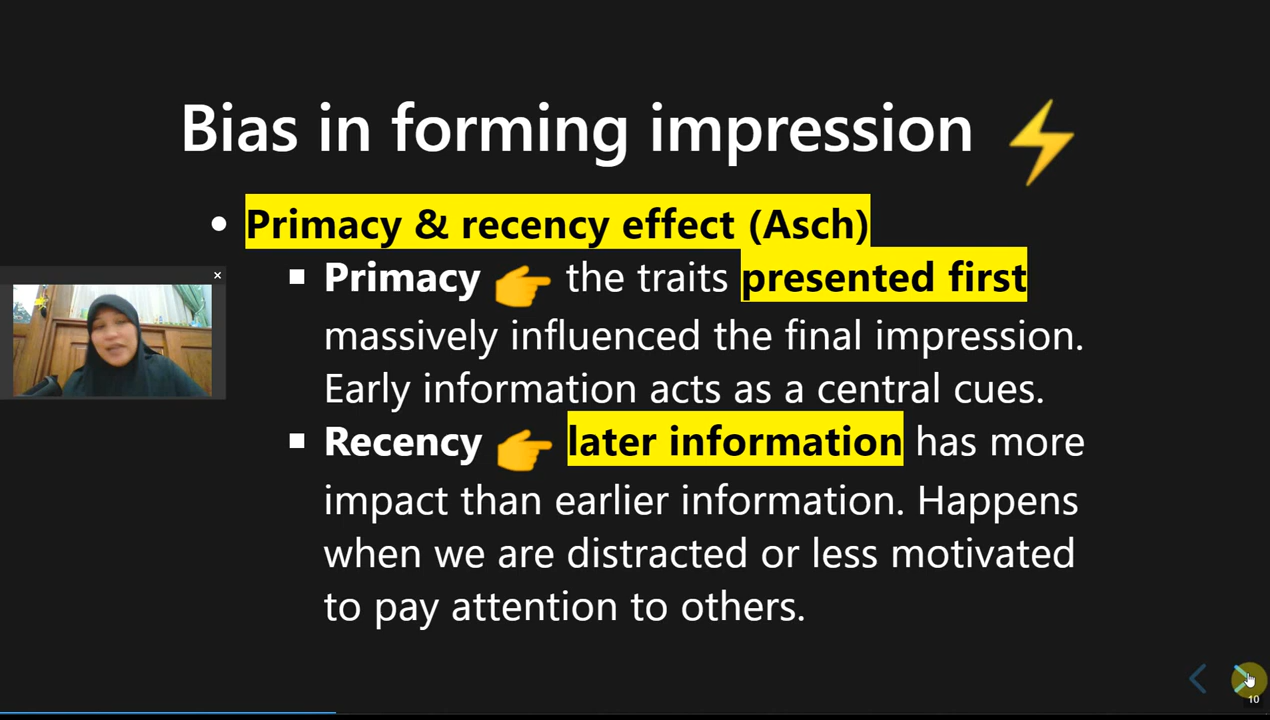 Bias in forming impression ⚡
• Primacy & recency effect (Asch)
▪ Primacy 👉 the traits presented first
massively influenced the final impression.
Early information acts as a central cues.
▪ Recency 👉 later information has more
impact than earlier information. Happens
when we are distracted or less motivated
to pay attention to others.
10